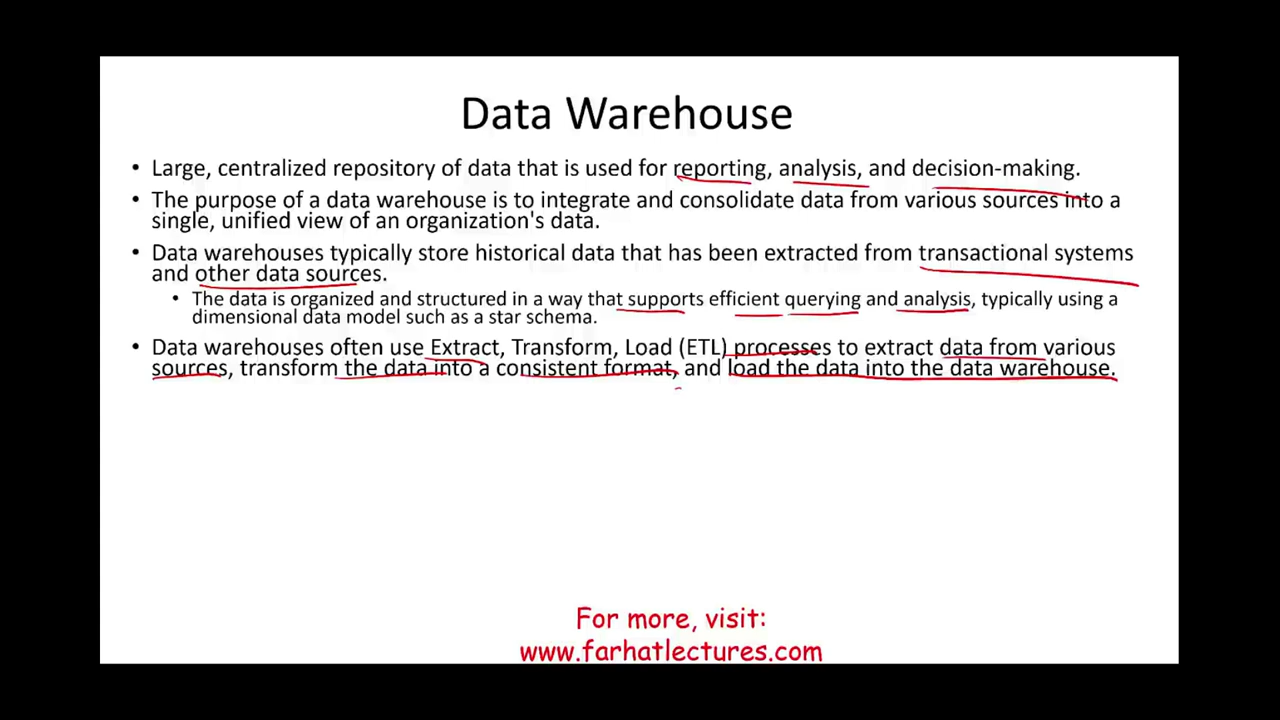 Data Warehouse
• Large, centralized repository of data that is used for reporting, analysis, and decision-making.
• The purpose of a data warehouse is to integrate and consolidate data from various sources into a
single, unified view of an organization's data.
• Data warehouses typically store historical data that has been extracted from transactional systems
and other data sources.
• The data is organized and structured in a way that supports efficient querying and analysis, typically using a
dimensional data model such as a star schema.
• Data warehouses often use Extract, Transform, Load (ETL) processes to extract data from various
sources, transform the data into a consistent format, and load the data into the data warehouse.
For more, visit:
www.farhatlectures.com